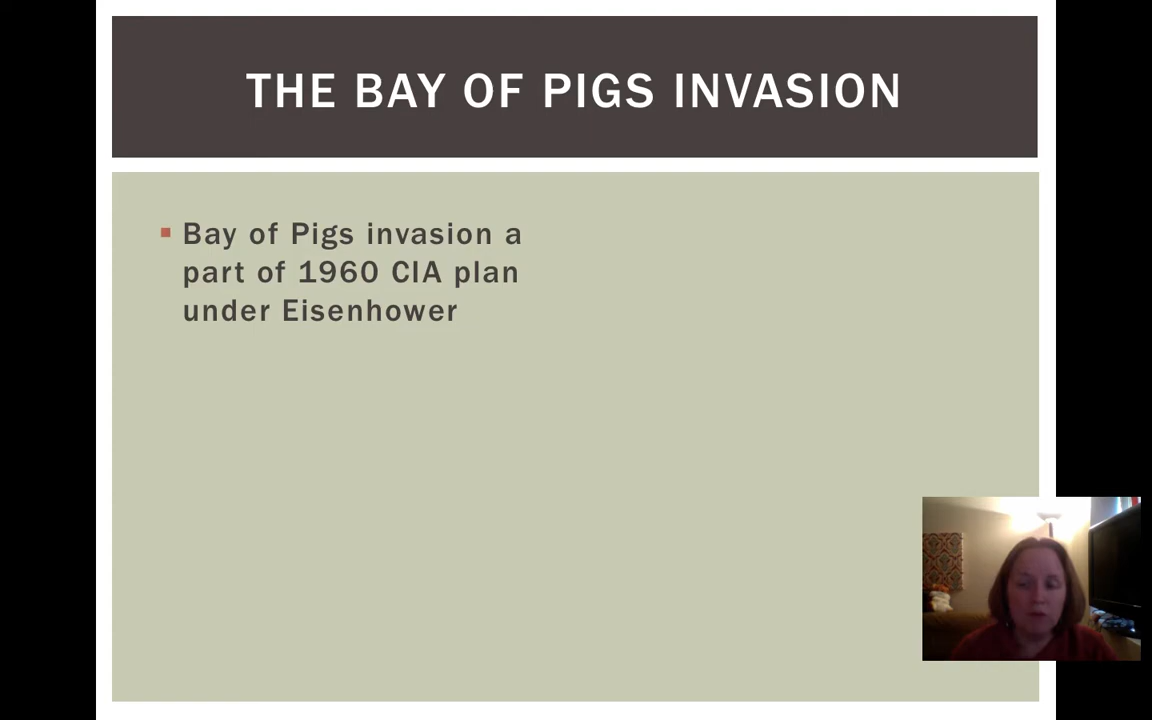 THE BAY OF PIGS INVASION
Bay of Pigs invasion a
part of 1960 CIA plan
under Eisenhower